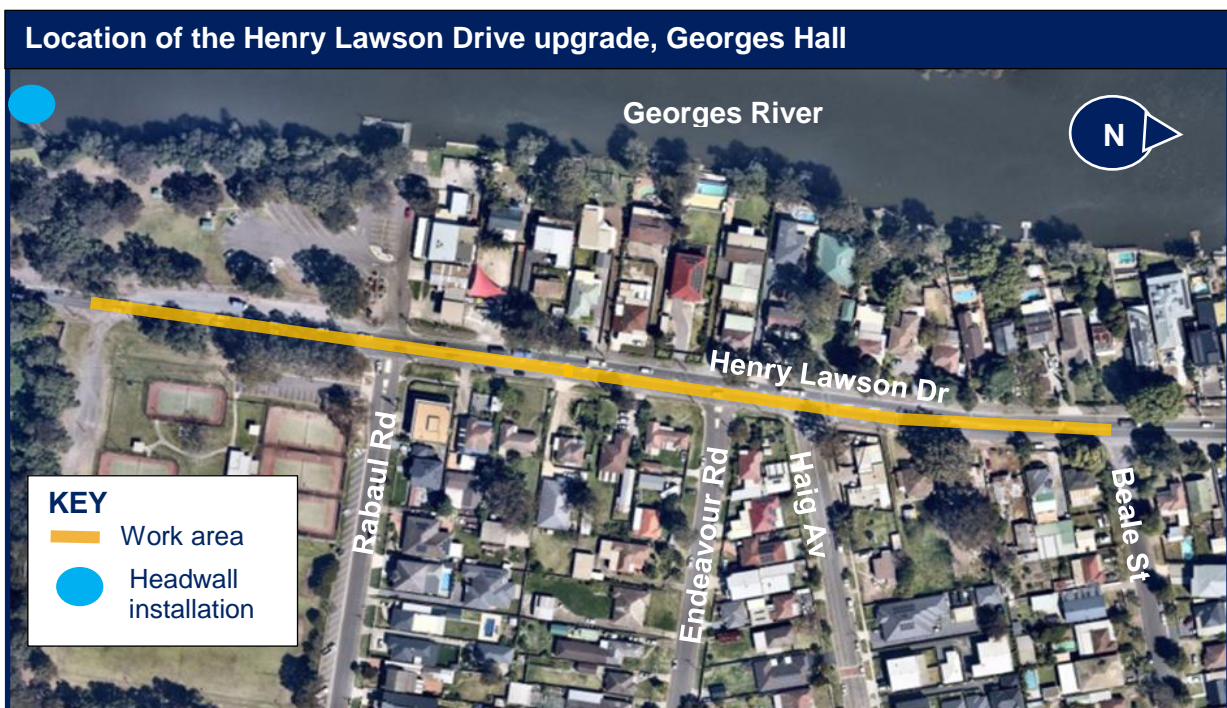 Location of the Henry Lawson Drive upgrade, Georges Hall
Georges River
N
Henry Lawson Dr
Rabaul Rd
Endeavour Rd
Haig Av
Beale St
KEY
Work area
Headwall
installation